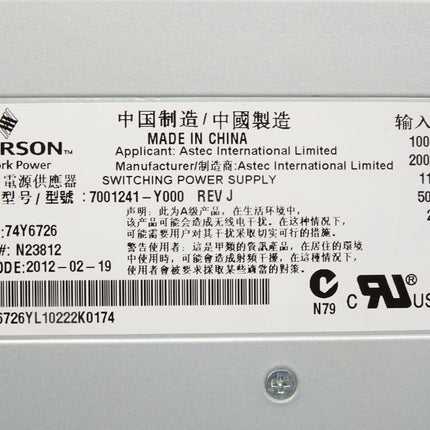 中国制造/中國製造
MADE IN CHINA
Applicant: Astec International Limited
Manufacturer/制造商:Astec International Limited
ERSON™
rk Power
電源供應器
SWITCHING POWER SUPPLY
型号/型號:7001241-Y000 REV J
声明: 此为A级产品, 在生活环境中,
该产品可能会造成无线电干扰。在这种情况下,
可能需要用户对其干扰采取切实可行的措施。
:74Y6726
#: N23812
ODE:2012-02-19
警告使用者: 這是甲類的資訊產品, 在居住的環境
中使用時, 可能會造成射頻干擾, 在這種情況下,
使用者會被要求採取某些適當的對策。
6726YL10222K0174
N79
C
US
输入
100
200
11
50
2